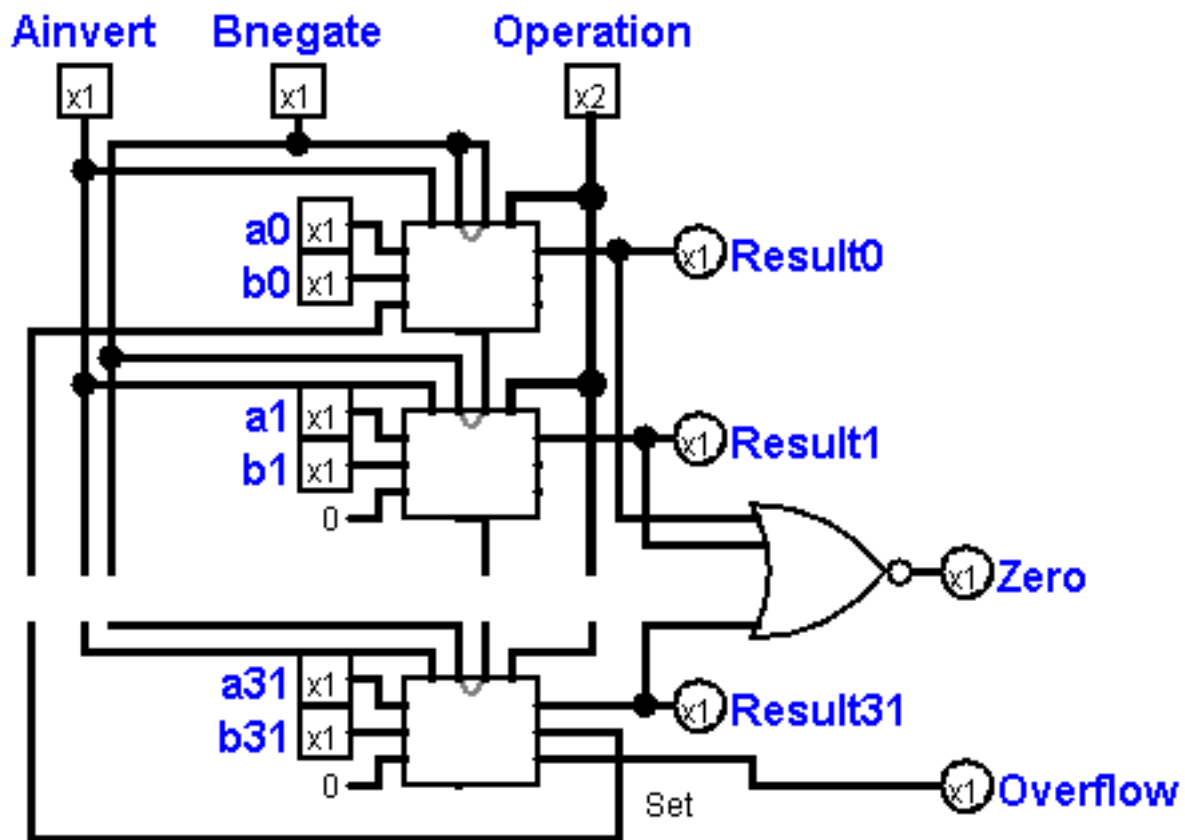 Ainvert Bnegate Operation
x1 x1 x2
a0 x1 x1 Result0
b0 x1
a1 x1 x1 Result1
b1 x1
0
x1 Zero
a31 x1 x1 Result31
b31 x1
0 Set x1 Overflow